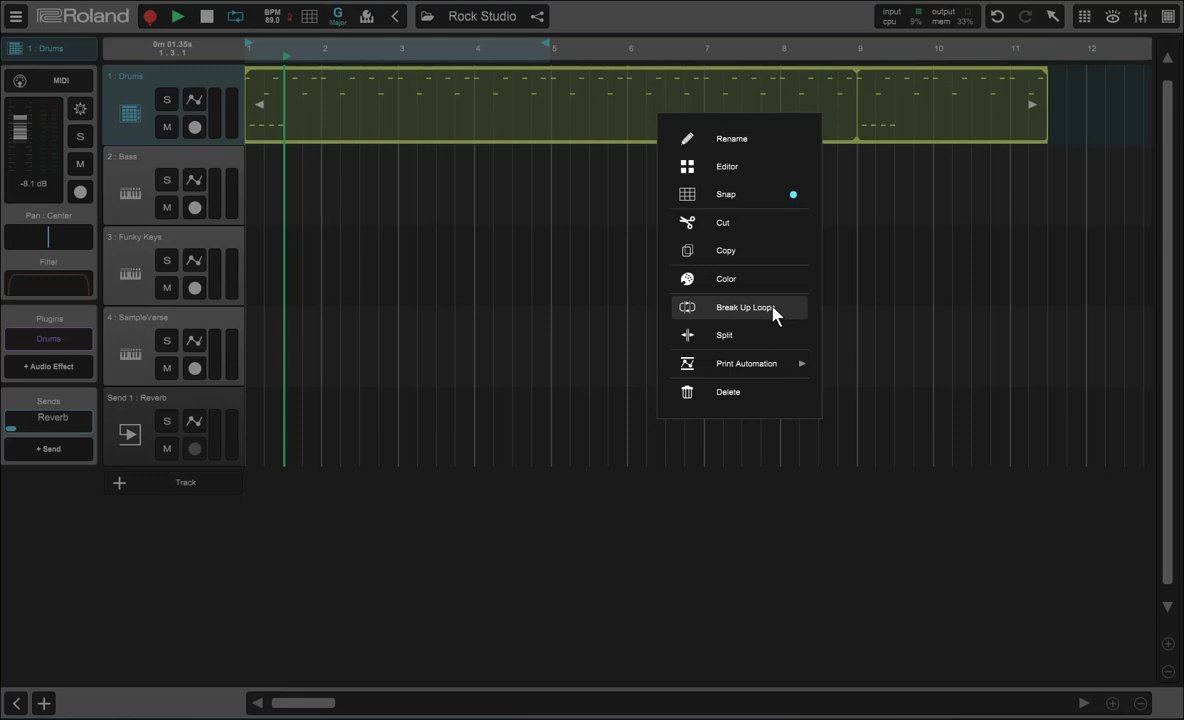 Roland
BPM
89.0
G
Major
Rock Studio
input
cpu 9%
output
mem 33%
1 : Drums
0m 01.35s
1 . 3 . 1
1 2 3 4 5 6 7 8 9 10 11 12
MIDI
S
M
-8.1 dB
Pan : Center
Filter
Plugins
Drums
+ Audio Effect
Sends
Reverb
+ Send
1 : Drums
S
M
2 : Bass
S
M
3 : Funky Keys
S
M
4 : SampleVerse
S
M
Send 1 : Reverb
S
M
Track
Rename
Editor
Snap
Cut
Copy
Color
Break Up Loops
Split
Print Automation
Delete